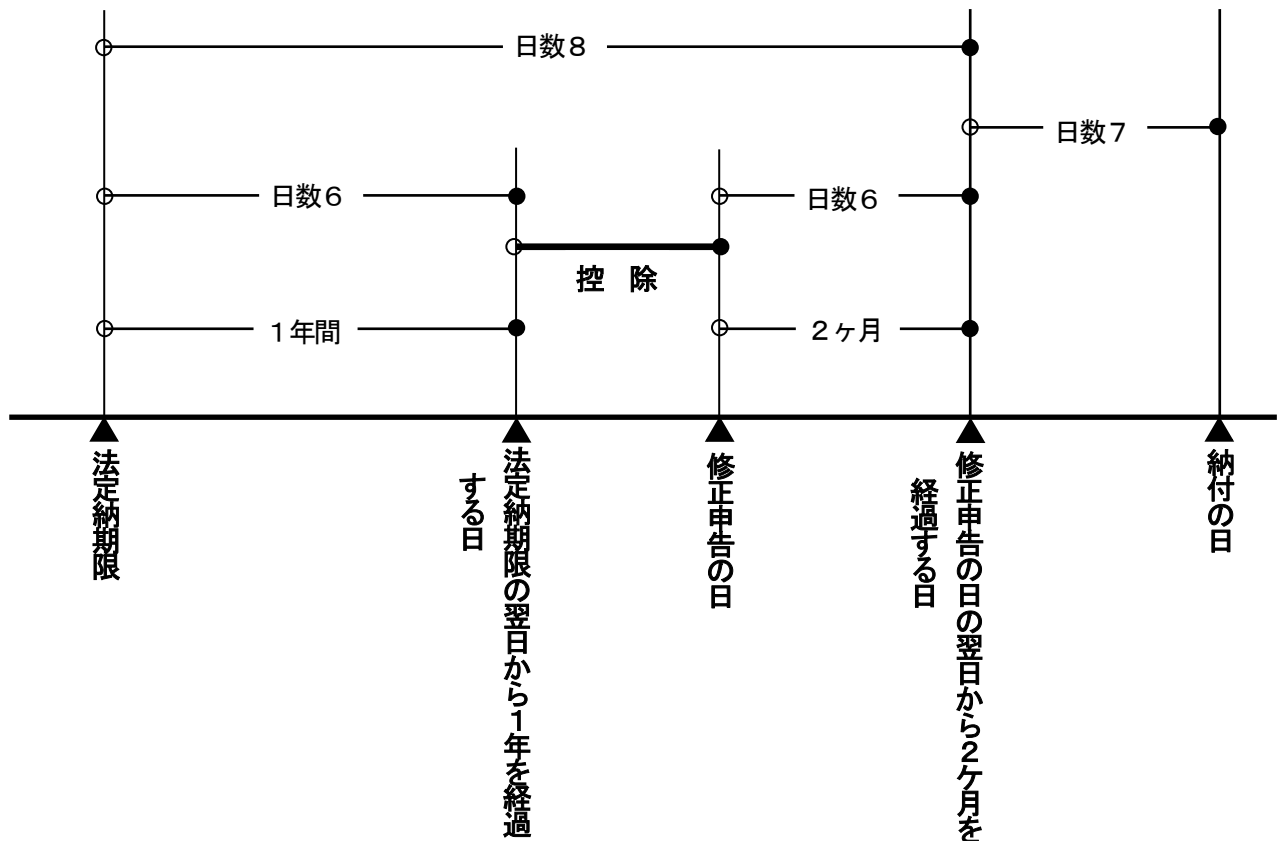 日数8
日数7
日数6
日数6
控 除
1年間
2ヶ月
法定納期限
法定納期限の翌日から1年を経過
する日
修正申告の日
修正申告の日の翌日から2ケ月を
経過する日
納付の日